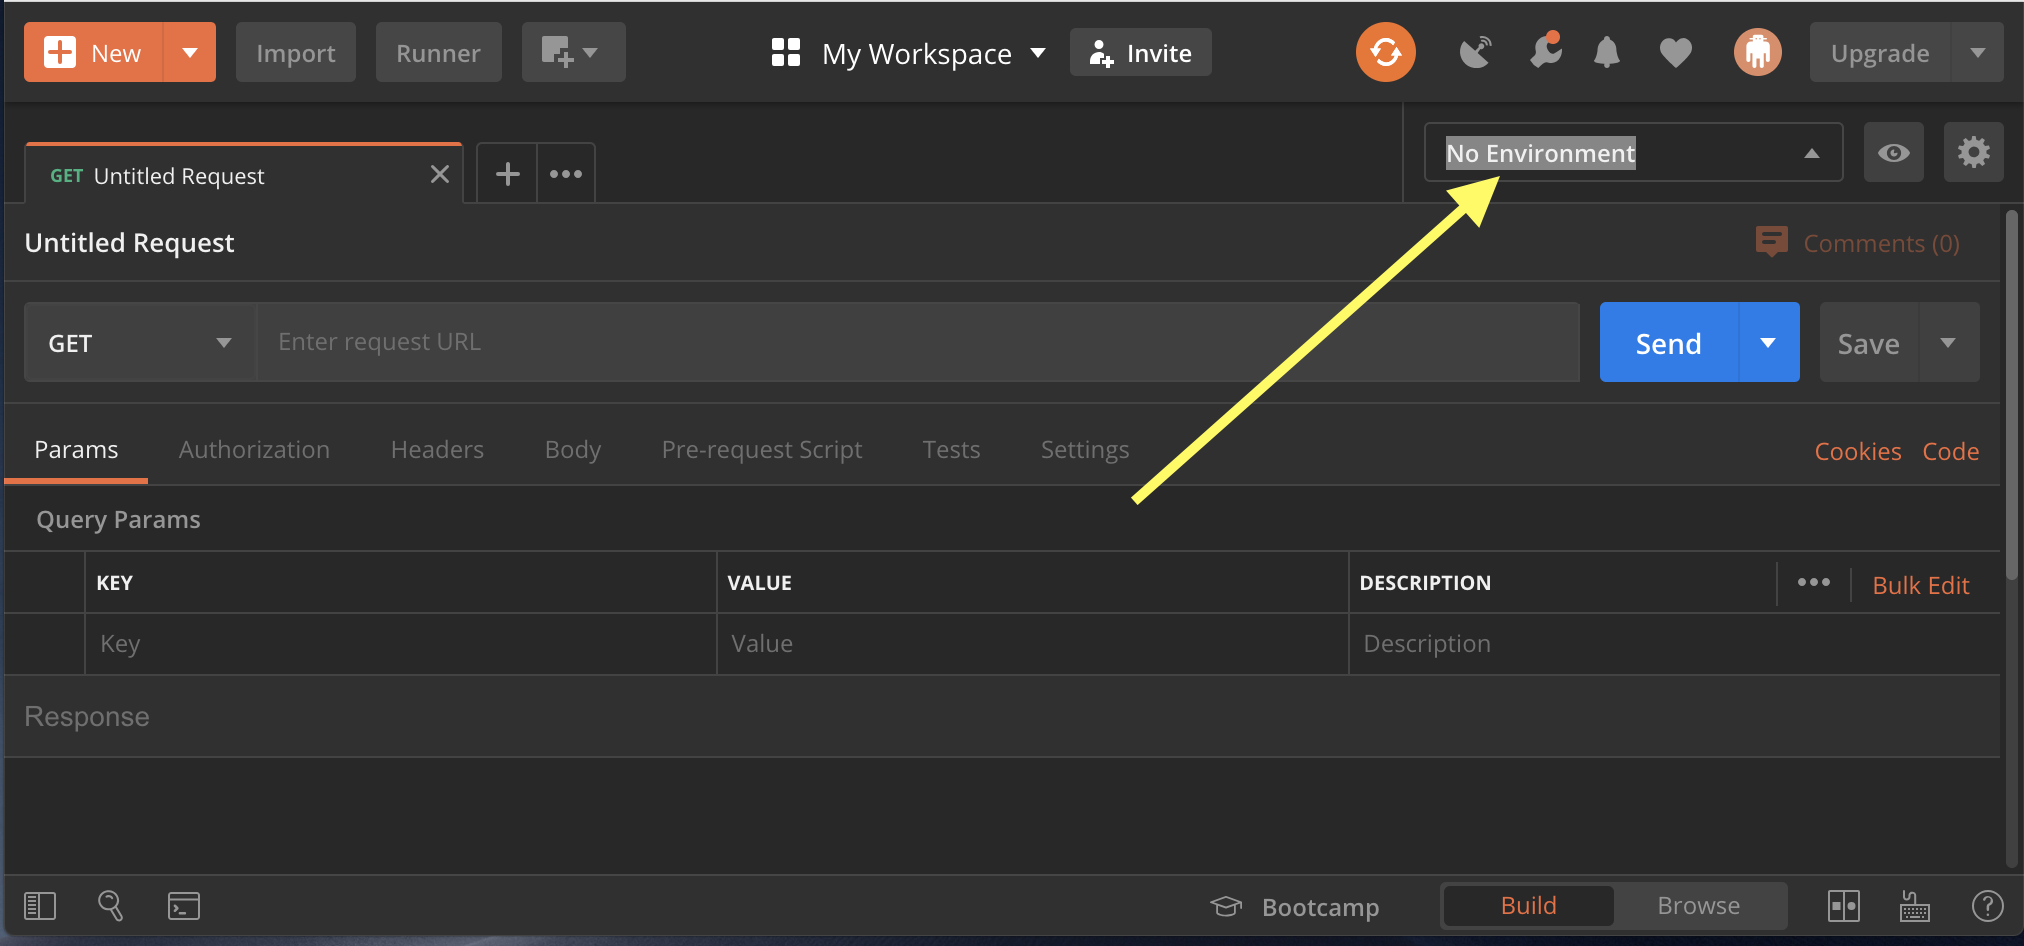 New Import Runner My Workspace Invite Upgrade
No Environment
GET Untitled Request
Untitled Request Comments (0)
GET Enter request URL Send Save
Params Authorization Headers Body Pre-request Script Tests Settings Cookies Code
Query Params
KEY VALUE DESCRIPTION Bulk Edit
Key Value Description
Response
Bootcamp Build Browse